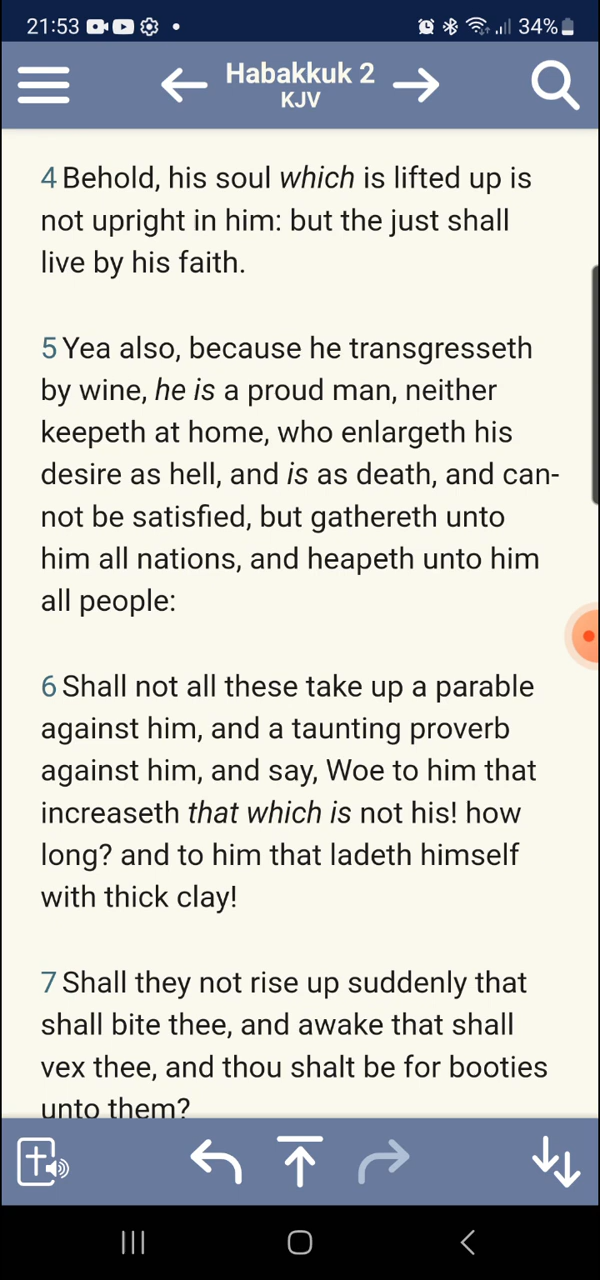 21:53 34%
Habakkuk 2
KJV
4 Behold, his soul which is lifted up is
not upright in him: but the just shall
live by his faith.
5 Yea also, because he transgresseth
by wine, he is a proud man, neither
keepeth at home, who enlargeth his
desire as hell, and is as death, and can-
not be satisfied, but gathereth unto
him all nations, and heapeth unto him
all people:
6 Shall not all these take up a parable
against him, and a taunting proverb
against him, and say, Woe to him that
increaseth that which is not his! how
long? and to him that ladeth himself
with thick clay!
7 Shall they not rise up suddenly that
shall bite thee, and awake that shall
vex thee, and thou shalt be for booties
unto them?